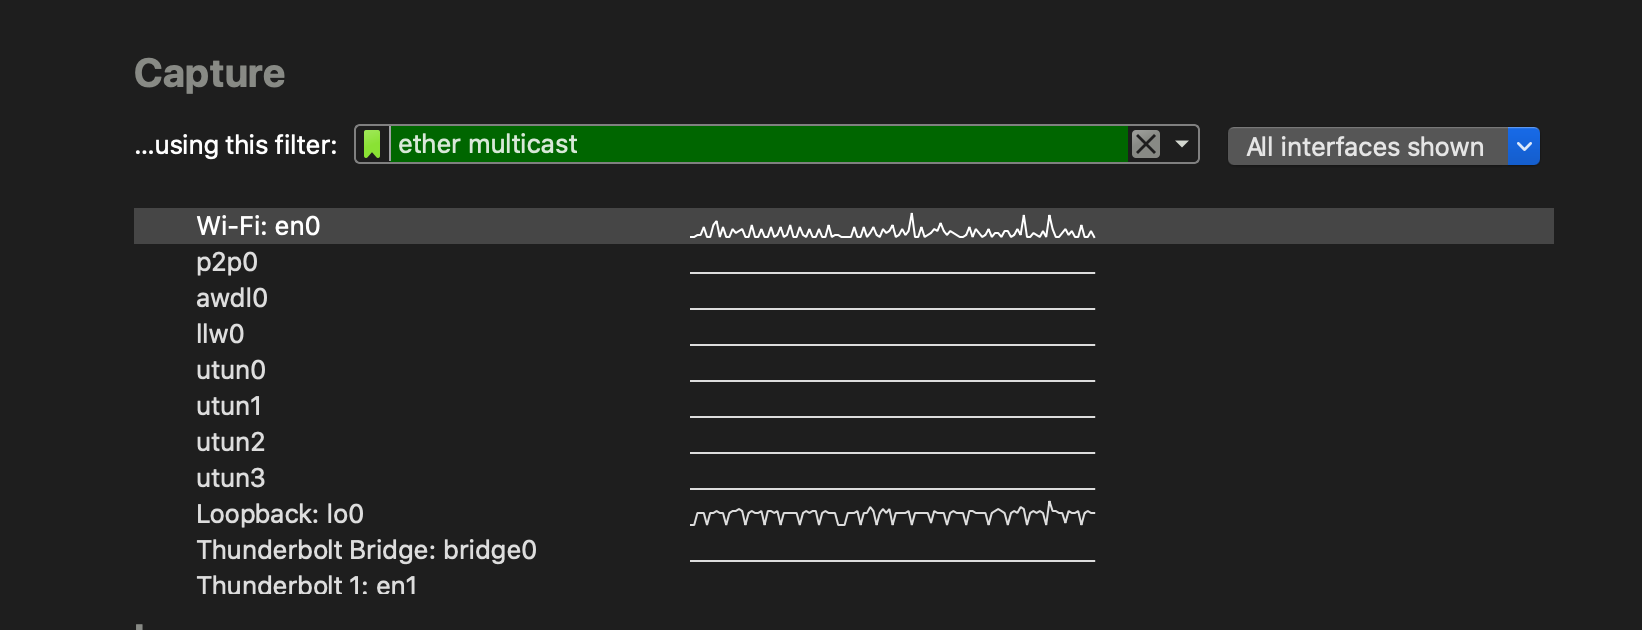 Capture
...using this filter: ether multicast All interfaces shown
Wi-Fi: en0
p2p0
awdl0
llw0
utun0
utun1
utun2
utun3
Loopback: lo0
Thunderbolt Bridge: bridge0
Thunderbolt 1: en1